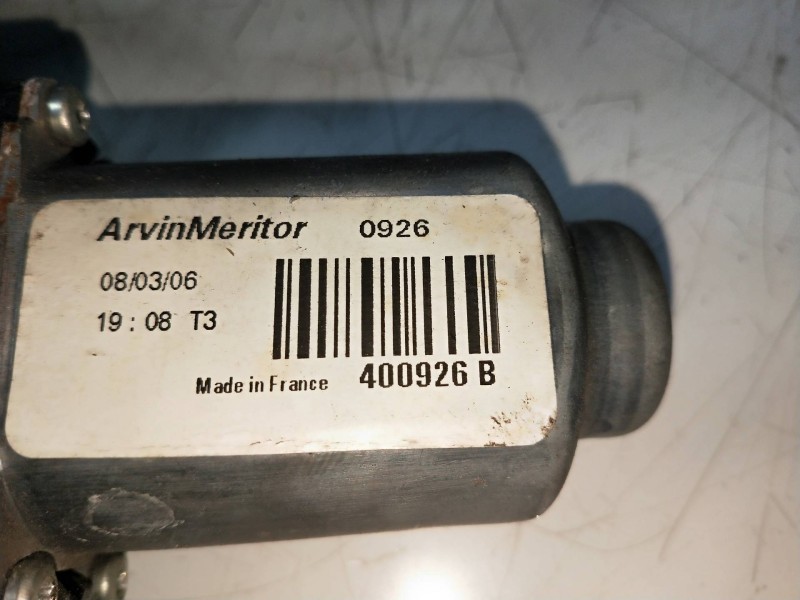 ArvinMeritor 0926
08/03/06
19:08 T3
Made in France 400926 B